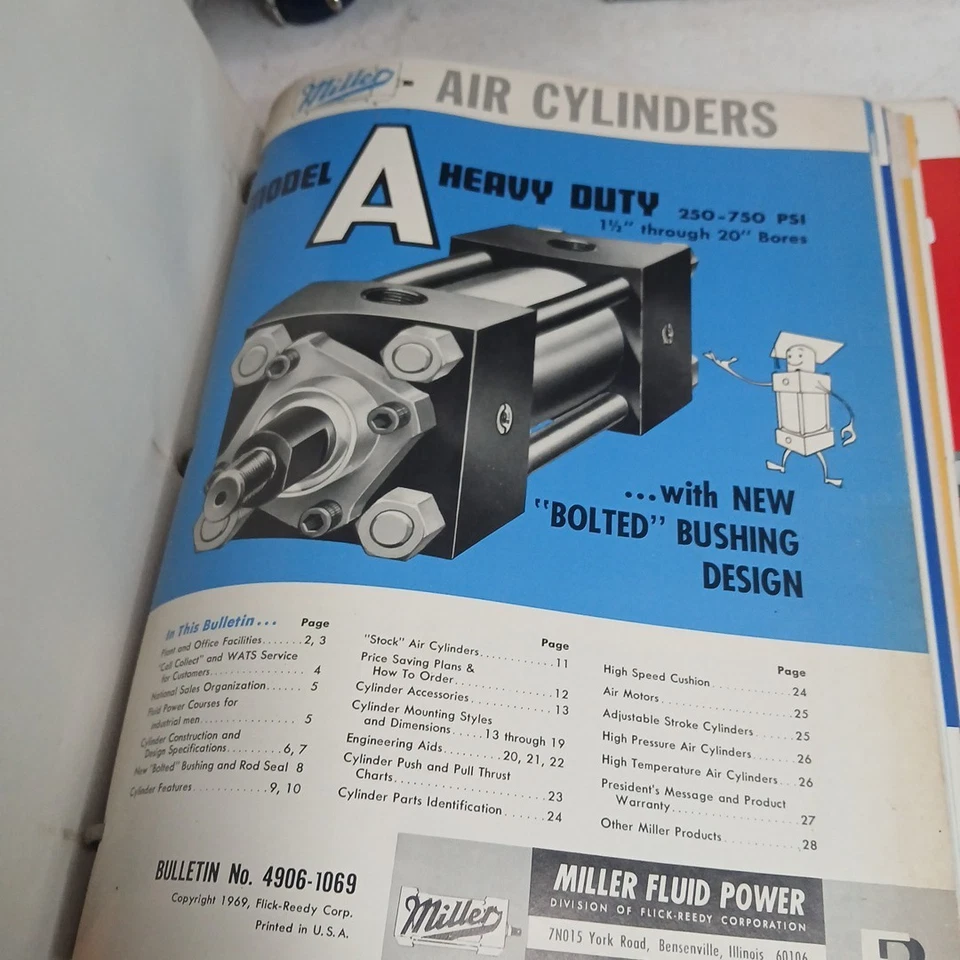 Miller - AIR CYLINDERS
MODEL A HEAVY DUTY 250-750 PSI
1½" through 20" Bores
...with NEW
"BOLTED" BUSHING
DESIGN
In This Bulletin... Page
Plant and Office Facilities.......2, 3
"Call Collect" and WATS Service
for Customers................. 4
National Sales Organization...... 5
Fluid Power Courses for
industrial men................. 5
Cylinder Construction and
Design Specifications.........6, 7
New "Bolted" Bushing and Rod Seal 8
Cylinder Features............9, 10
Page
"Stock" Air Cylinders...........11
Price Saving Plans &
How To Order...............12
Cylinder Accessories............13
Cylinder Mounting Styles
and Dimensions.....13 through 19
Engineering Aids........20, 21, 22
Cylinder Push and Pull Thrust
Charts.....................23
Cylinder Parts Identification......24
Page
High Speed Cushion............24
Air Motors...................25
Adjustable Stroke Cylinders......25
High Pressure Air Cylinders......26
High Temperature Air Cylinders...26
President's Message and Product
Warranty...................27
Other Miller Products...........28
BULLETIN No. 4906-1069
Copyright 1969, Flick-Reedy Corp.
Printed in U.S.A.
Miller
MILLER FLUID POWER
DIVISION OF FLICK-REEDY CORPORATION
7N015 York Road, Bensenville, Illinois 60106